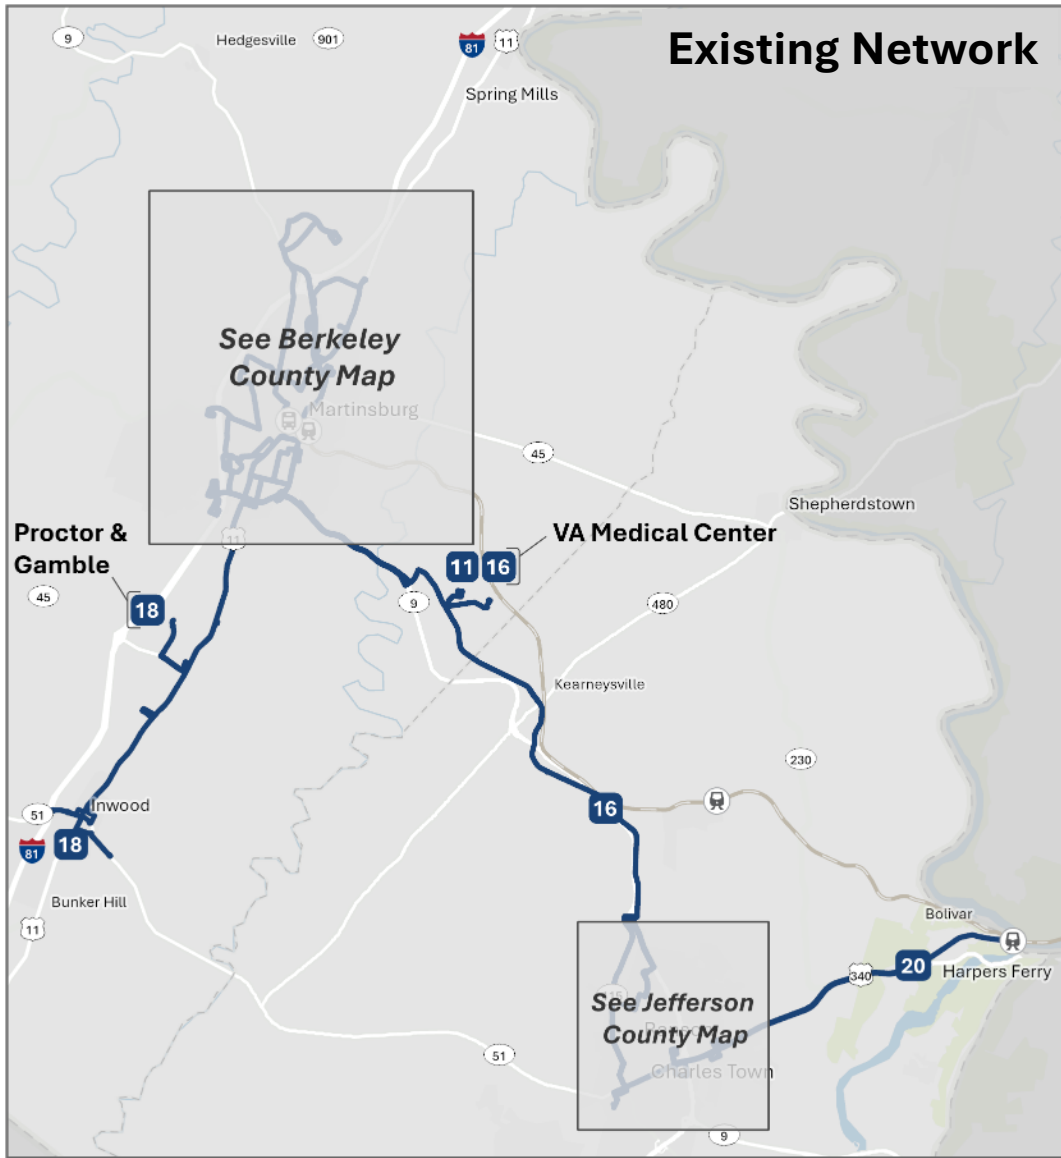 Existing Network
9
Hedgesville
901
81
11
Spring Mills
See Berkeley
County Map
Martinsburg
45
Shepherdstown
11
Proctor &
Gamble
VA Medical Center
11
16
45
18
9
480
Kearneysville
230
51
Inwood
16
18
81
Bunker Hill
11
Bolivar
20
340
Harpers Ferry
115
See Jefferson
County Map
51
Charles Town
9